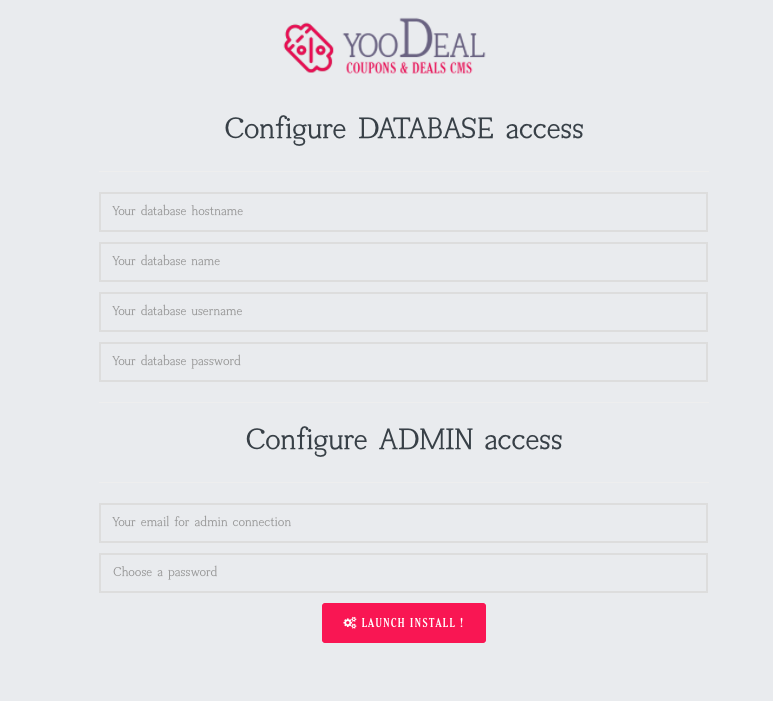 YOODEAL
COUPONS & DEALS CMS
Configure DATABASE access
Your database hostname
Your database name
Your database username
Your database password
Configure ADMIN access
Your email for admin connection
Choose a password
LAUNCH INSTALL !